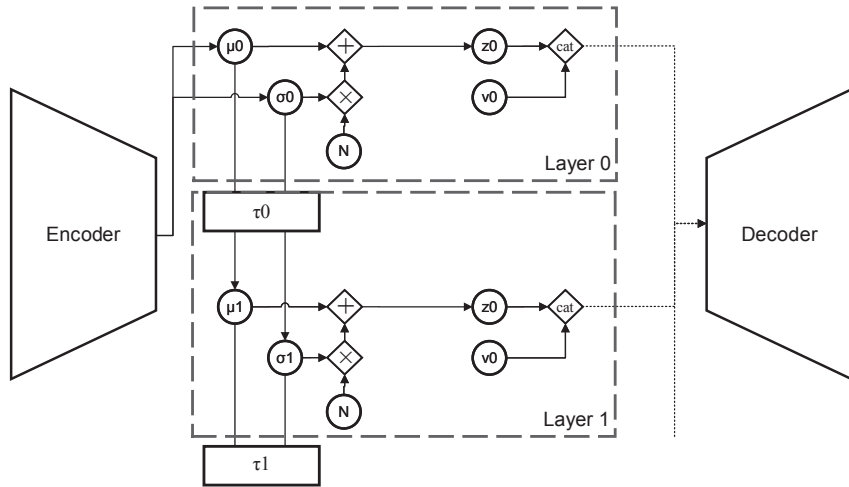 μ0
+
z0
cat
σ0
×
v0
N
Layer 0
τ0
Encoder
Decoder
μ1
+
z0
cat
σ1
×
v0
N
Layer 1
τ1